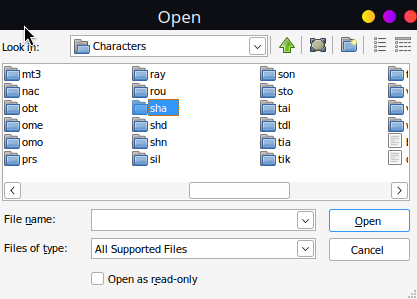 Open
Look in: Characters
mt3 ray son
nac rou sto
obt sha tai
ome shd tdl
omo shn tia
prs sil tik
File name: Open
Files of type: All Supported Files Cancel
Open as read-only